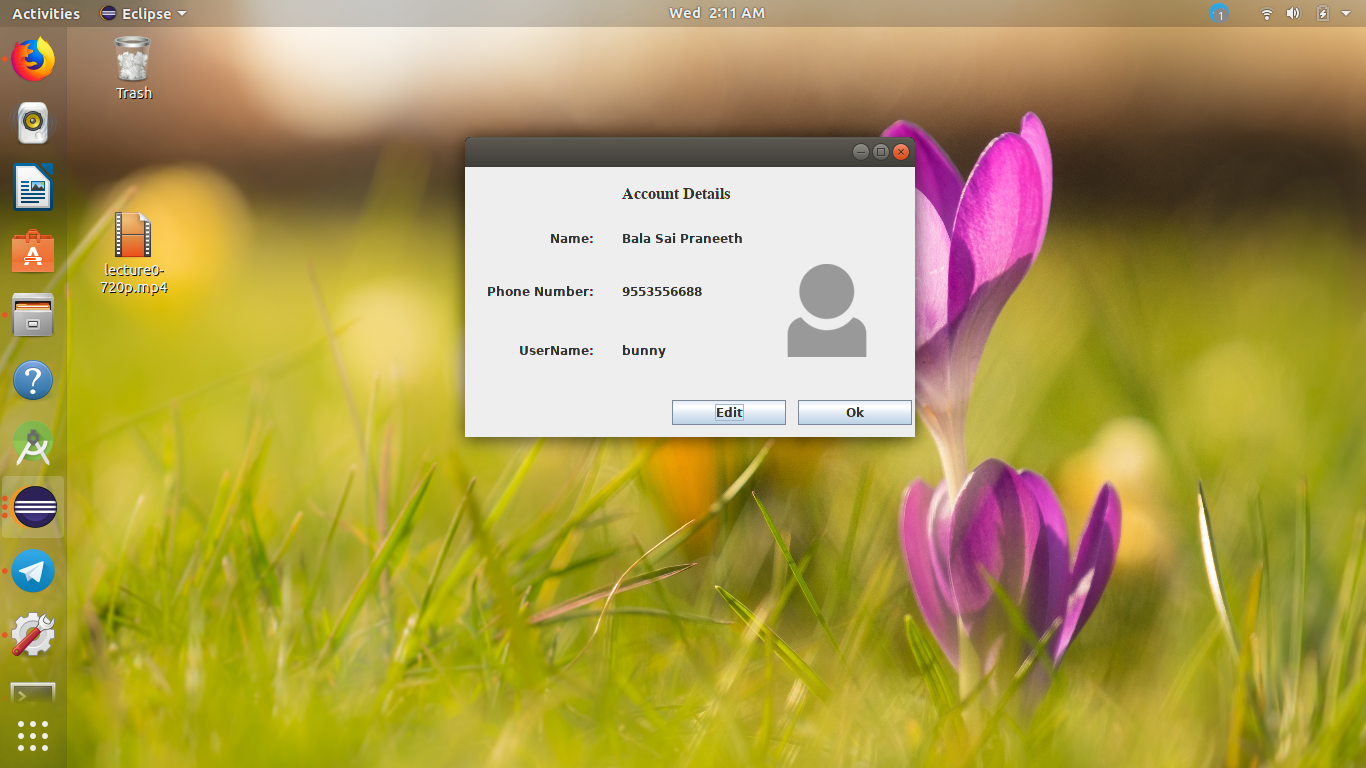 Activities Eclipse Wed 2:11 AM 1
Trash
lecture0-
720p.mp4
Account Details
Name: Bala Sai Praneeth
Phone Number: 9553556688
UserName: bunny
Edit Ok